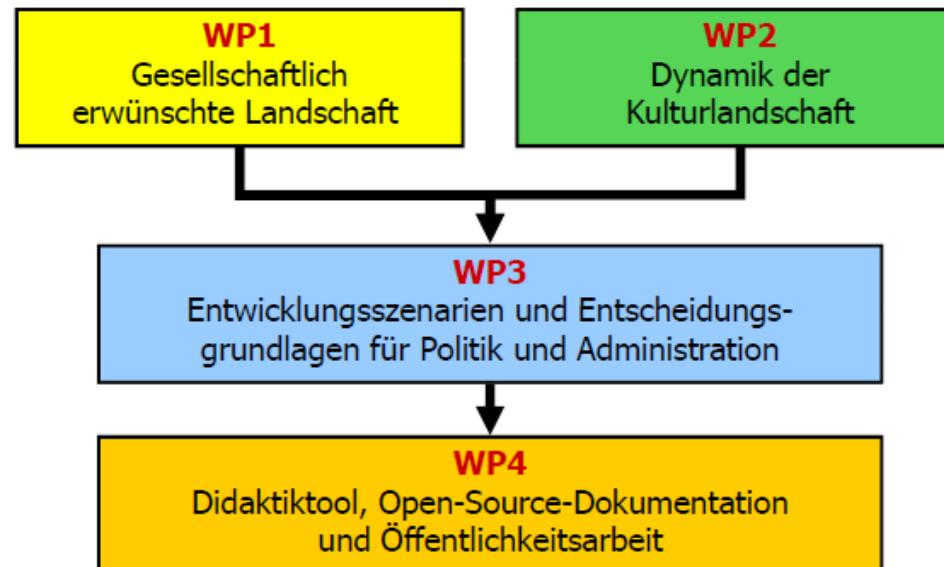 WP1
Gesellschaftlich
erwünschte Landschaft
WP2
Dynamik der
Kulturlandschaft
WP3
Entwicklungsszenarien und Entscheidungs-
grundlagen für Politik und Administration
WP4
Didaktiktool, Open-Source-Dokumentation
und Öffentlichkeitsarbeit